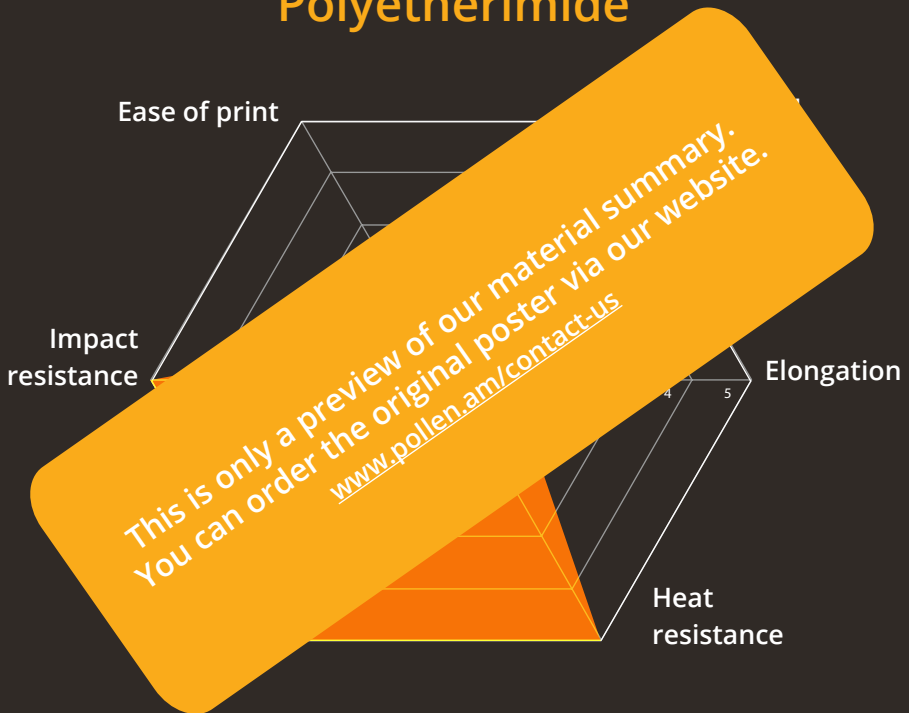 Polyetherimide
Ease of print
This is only a preview of our material summary.
You can order the original poster via our website.
www.pollen.am/contact-us
Impact
resistance
Elongation
4 5
Heat
resistance